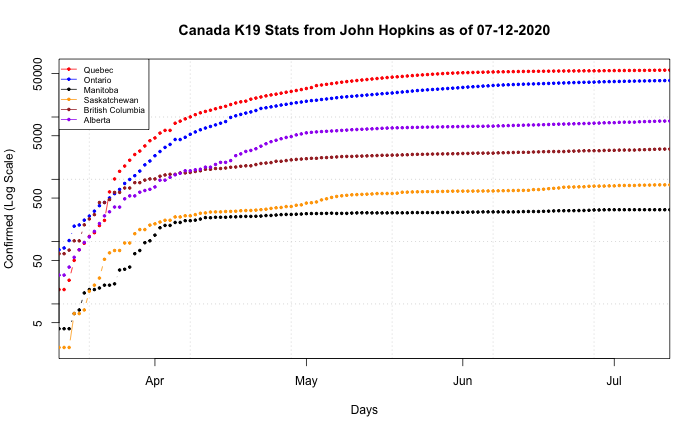 Canada K19 Stats from John Hopkins as of 07-12-2020
Quebec
Ontario
Manitoba
Saskatchewan
British Columbia
Alberta
50000
5000
500
50
5
Confirmed (Log Scale)
Apr May Jun Jul
Days